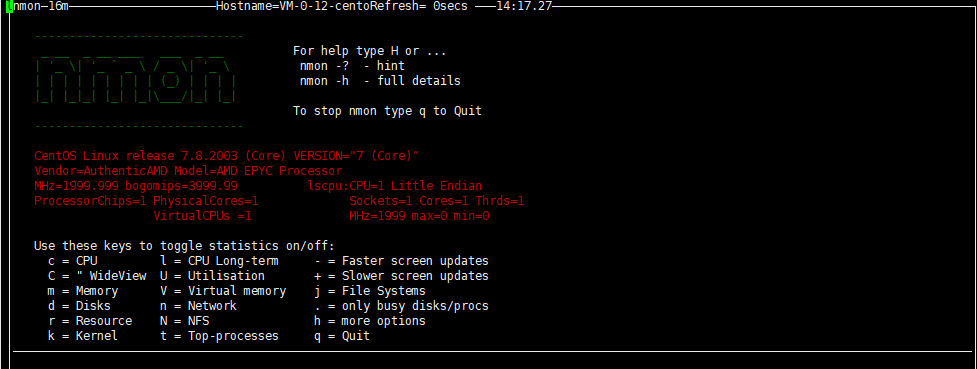 nmon─16m─────────────────────Hostname=VM-0-12-centoRefresh= 0secs ───14:17.27─
------------------------------
For help type H or ...
nmon -? - hint
nmon -h - full details
To stop nmon type q to Quit
------------------------------
CentOS Linux release 7.8.2003 (Core) VERSION="7 (Core)"
Vendor=AuthenticAMD Model=AMD EPYC Processor
MHz=1999.999 bogomips=3999.99 lscpu:CPU=1 Little Endian
ProcessorChips=1 PhysicalCores=1 Sockets=1 Cores=1 Thrds=1
VirtualCPUs =1 MHz=1999 max=0 min=0
Use these keys to toggle statistics on/off:
c = CPU l = CPU Long-term - = Faster screen updates
C = " WideView U = Utilisation + = Slower screen updates
m = Memory V = Virtual memory j = File Systems
d = Disks n = Network . = only busy disks/procs
r = Resource N = NFS h = more options
k = Kernel t = Top-processes q = Quit